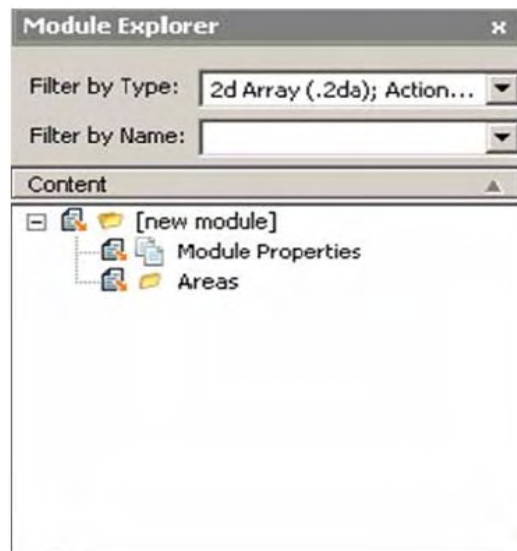 Module Explorer x
Filter by Type: 2d Array (.2da); Action...
Filter by Name:
Content
[new module]
Module Properties
Areas